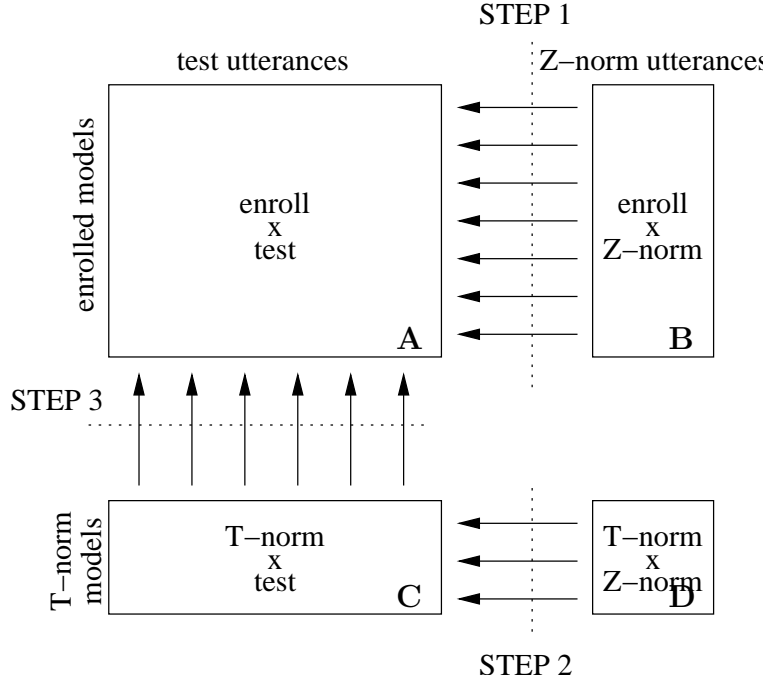 STEP 1
test utterances
Z−norm utterances
enrolled models
enroll
x
test
A
enroll
x
Z−norm
B
STEP 3
T−norm
models
T−norm
x
test
C
T−norm
x
Z−norm
D
STEP 2